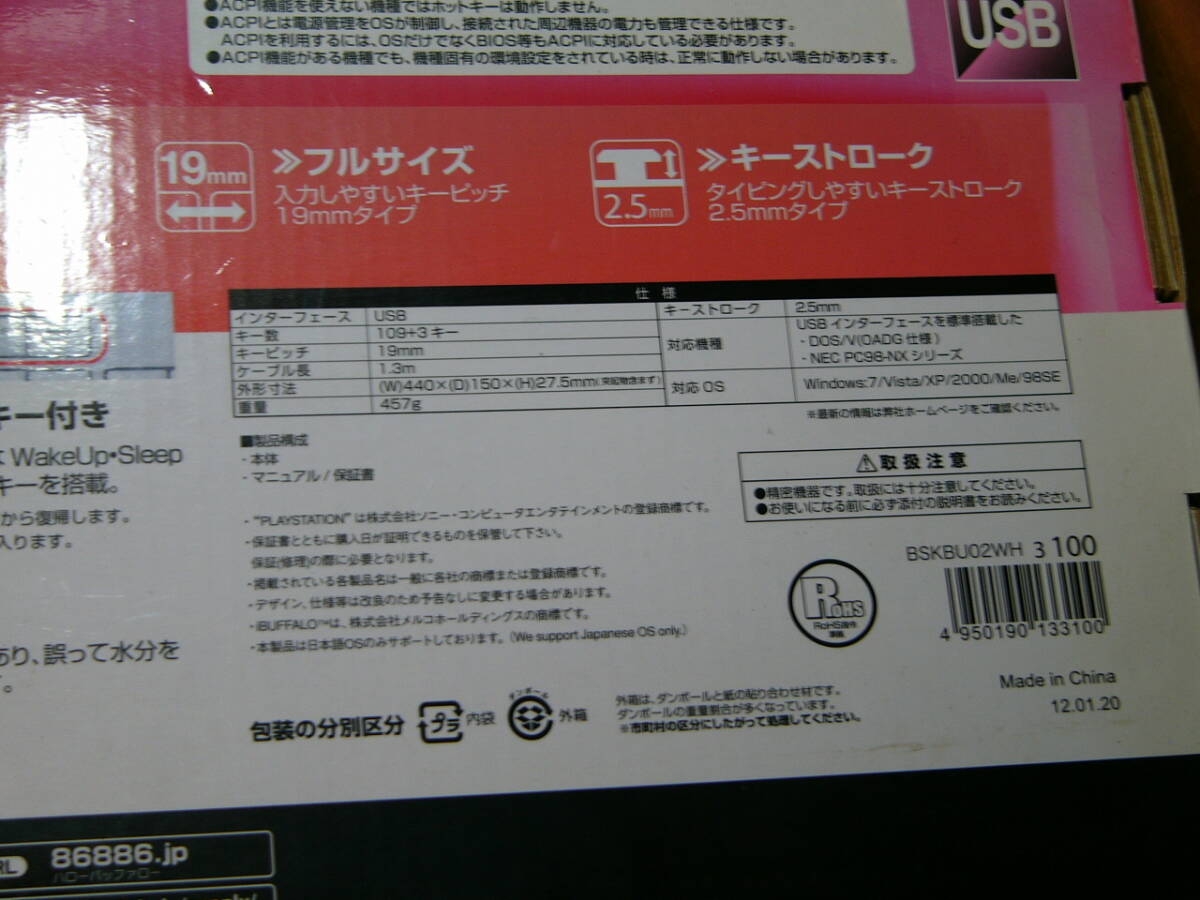 ●ACPI機能を使えない機種ではホットキーは動作しません。
●ACPIとは電源管理をOSが制御し、接続された周辺機器の電力も管理できる仕様です。
ACPIを利用するには、OSだけでなくBIOS等もACPIに対応している必要があります。
●ACPI機能がある機種でも、機種固有の環境設定をされている時は、正常に動作しない場合があります。
USB
19mm
≫フルサイズ
入力しやすいキーピッチ
19mmタイプ
2.5mm
≫キーストローク
タイピングしやすいキーストローク
2.5mmタイプ
仕 様
インターフェース USB
キー数 109+3 キー
キーピッチ 19mm
ケーブル長 1.3m
外形寸法 (W)440×(D)150×(H)27.5mm(突起物含まず)
重量 457g
キーストローク 2.5mm
対応機種 USB インターフェースを標準搭載した
・DOS/V(OADG 仕様)
・NEC PC98-NX シリーズ
対応 OS Windows:7/Vista/XP/2000/Me/98SE
※最新の情報は弊社ホームページをご確認ください。
キー付き
WakeUp・Sleep
キーを搭載。
から復帰します。
入ります。
あり、誤って水分を
。
■製品構成
・本体
・マニュアル / 保証書
⚠取扱注意
●精密機器です。取扱には十分注意してください。
●お使いになる前に必ず添付の説明書をお読みください。
・"PLAYSTATION" は株式会社ソニー・コンピュータエンタテインメントの登録商標です。
・保証書とともに購入日が証明できるものを保管して下さい。
保証(修理)の際に必要となります。
・掲載されている各製品名は一般に各社の商標または登録商標です。
・デザイン、仕様等は改良のため予告なしに変更する場合があります。
・iBUFFALO™は、株式会社メルコホールディングスの商標です。
・本製品は日本語OSのみサポートしております。(We support Japanese OS only.)
RoHS
BSKBU02WH 3 100
4 950190 133100
Made in China
12.01.20
包装の分別区分
プラ
内袋
ダンボール
外箱
外箱は、ダンボールと紙の貼り合わせ材です。
ダンボールの重量割合が多くなっています。
※市町村の区分にしたがって処理してください。
RL
86886.jp
ハローバッファロー